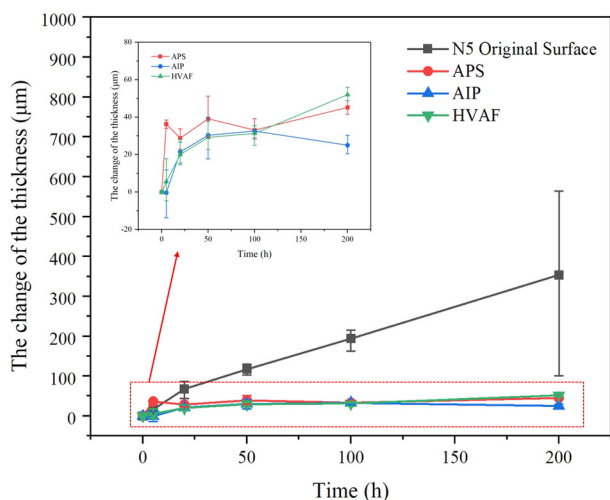 The change of the thickness (μm)
1000
900
800
700
600
500
400
300
200
100
0
N5 Original Surface
APS
AIP
HVAF
The change of the thickness (μm)
80
60
40
20
0
-20
APS
AIP
HVAF
0
50
100
150
200
Time (h)
0
50
100
150
200
Time (h)